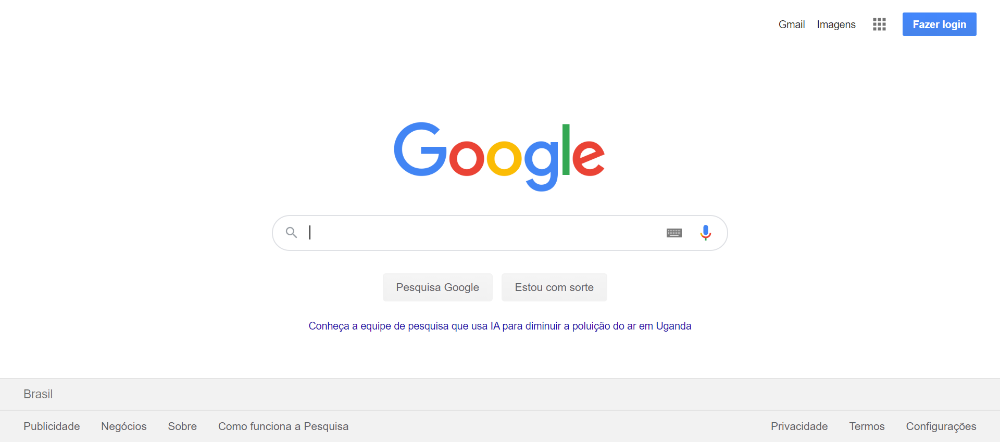 Gmail Imagens Fazer login
Google
Pesquisa Google Estou com sorte
Conheça a equipe de pesquisa que usa IA para diminuir a poluição do ar em Uganda
Brasil
Publicidade Negócios Sobre Como funciona a Pesquisa Privacidade Termos Configurações